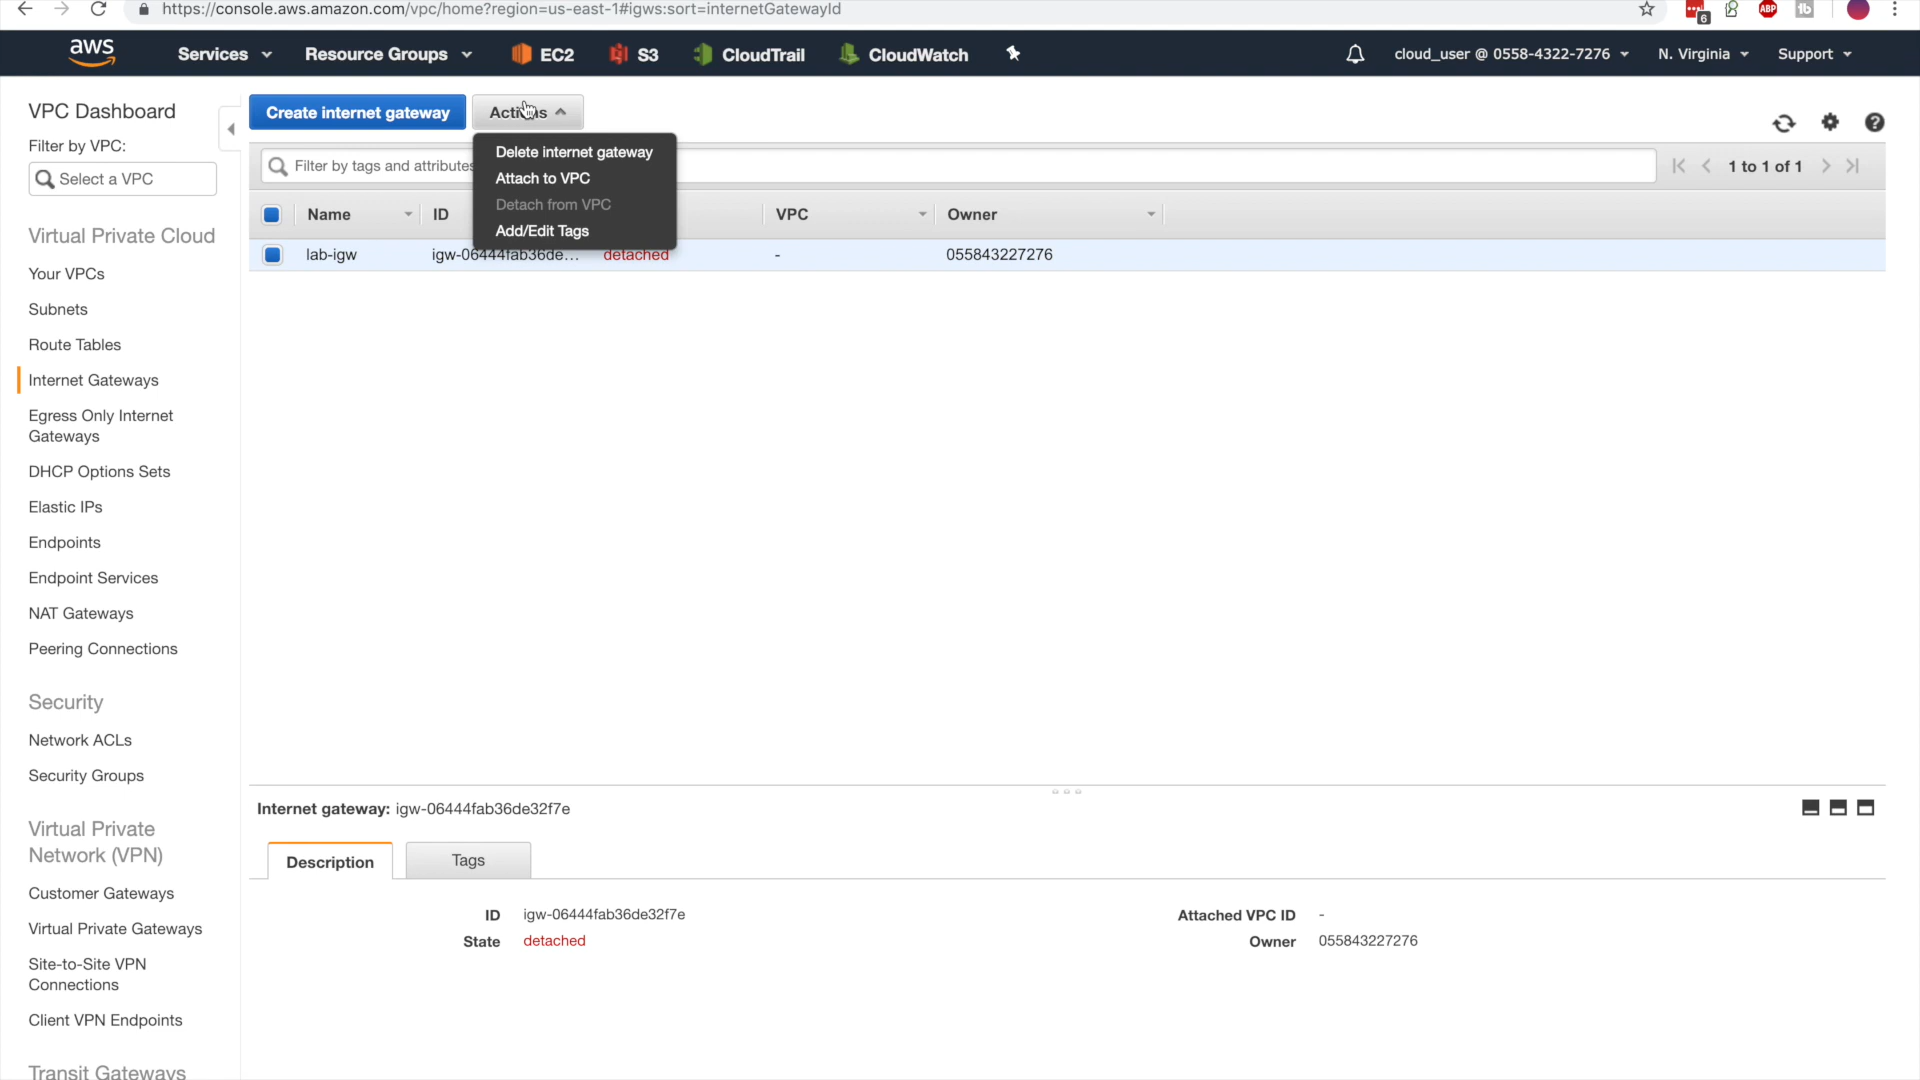 https://console.aws.amazon.com/vpc/home?region=us-east-1#igws:sort=internetGatewayId
6
ABP
tb
aws
Services
Resource Groups
EC2
S3
CloudTrail
CloudWatch
cloud_user @ 0558-4322-7276
N. Virginia
Support
VPC Dashboard
Filter by VPC:
Select a VPC
Virtual Private Cloud
Your VPCs
Subnets
Route Tables
Internet Gateways
Egress Only Internet
Gateways
DHCP Options Sets
Elastic IPs
Endpoints
Endpoint Services
NAT Gateways
Peering Connections
Security
Network ACLs
Security Groups
Virtual Private
Network (VPN)
Customer Gateways
Virtual Private Gateways
Site-to-Site VPN
Connections
Client VPN Endpoints
Transit Gateways
Create internet gateway
Actions
Delete internet gateway
Attach to VPC
Detach from VPC
Add/Edit Tags
Filter by tags and attributes
1 to 1 of 1
Name
ID
VPC
Owner
lab-igw
igw-06444fab36de...
detached
-
055843227276
Internet gateway: igw-06444fab36de32f7e
Description
Tags
ID igw-06444fab36de32f7e
State detached
Attached VPC ID -
Owner 055843227276